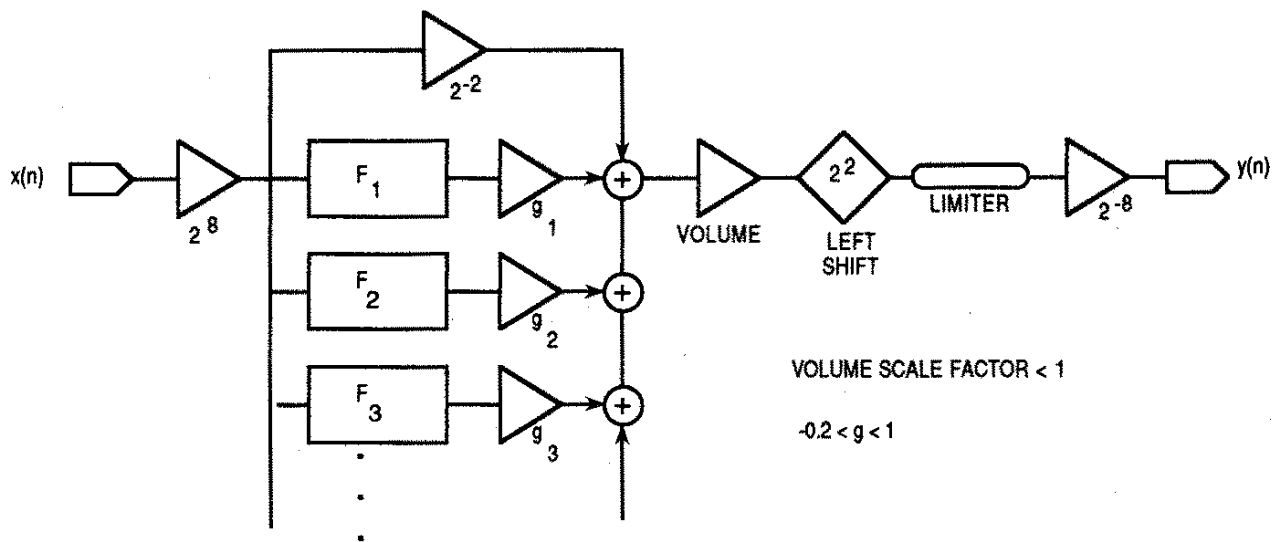 2^-2
x(n)
2^8
F1
g1
+
VOLUME
2^2
LEFT
SHIFT
LIMITER
2^-8
y(n)
F2
g2
+
F3
g3
+
VOLUME SCALE FACTOR < 1
-0.2 < g < 1